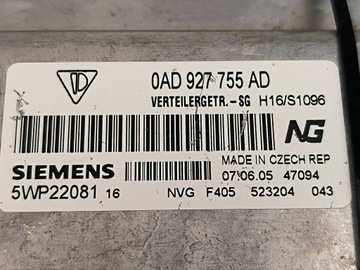 0AD 927 755 AD
VERTEILERGETR.-SG H16/S1096
NG
SIEMENS
MADE IN CZECH REP
07.06.05 47094
5WP22081 16
NVG F405 523204 043